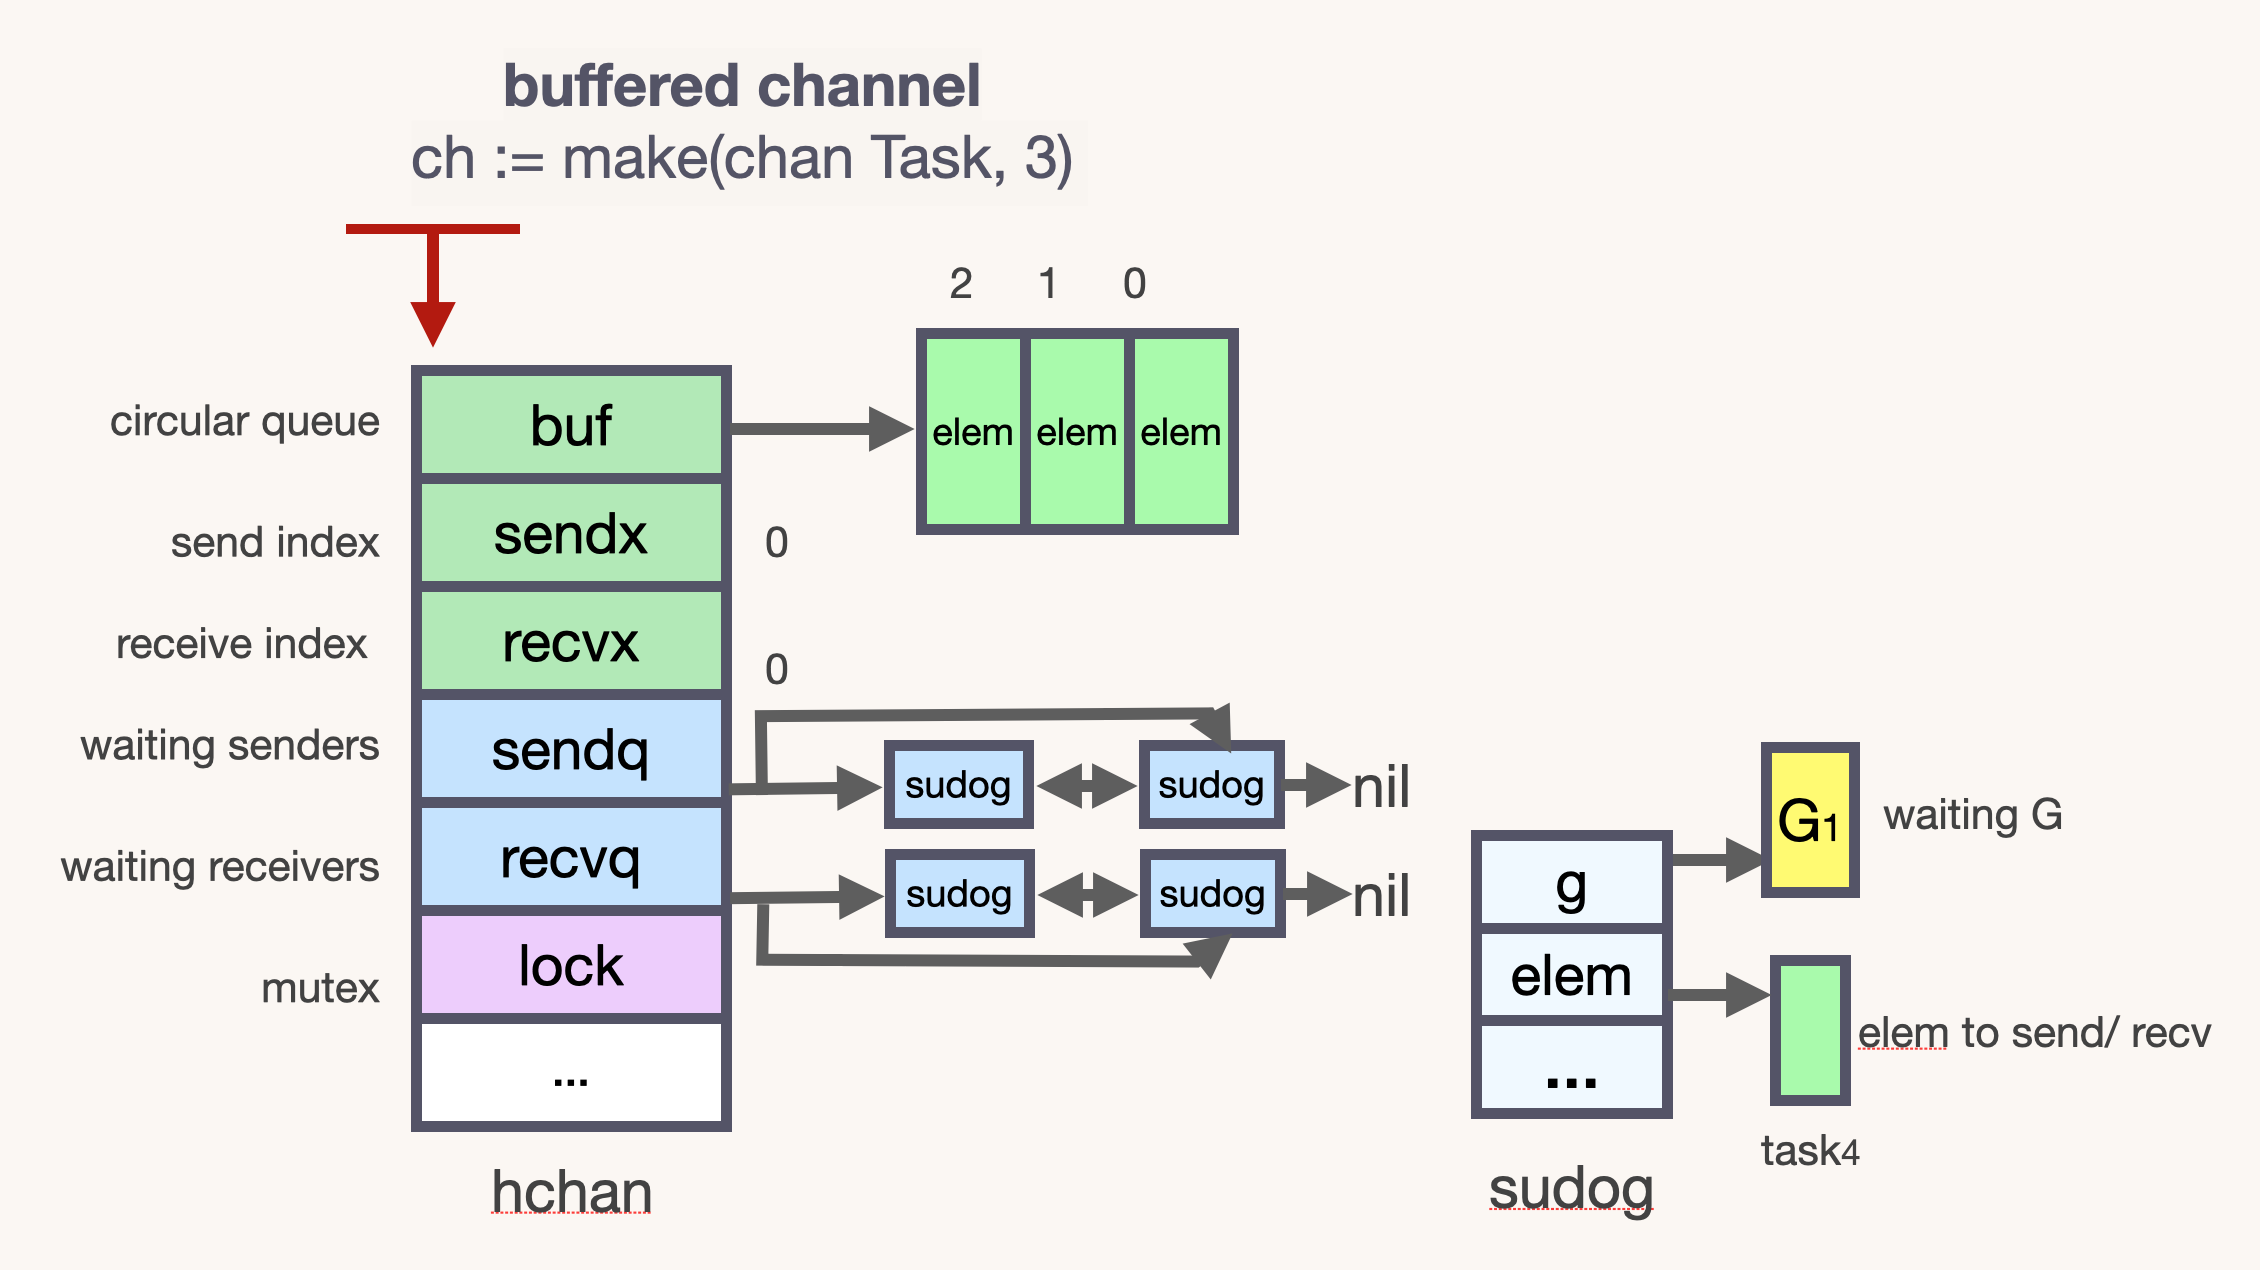 buffered channel
ch := make(chan Task, 3)
2 1 0
circular queue buf elem elem elem
send index sendx 0
receive index recvx 0
waiting senders sendq sudog sudog nil
waiting receivers recvq sudog sudog nil
mutex lock
...
hchan
G1 waiting G
g
elem
...
elem to send/ recv
task4
sudog